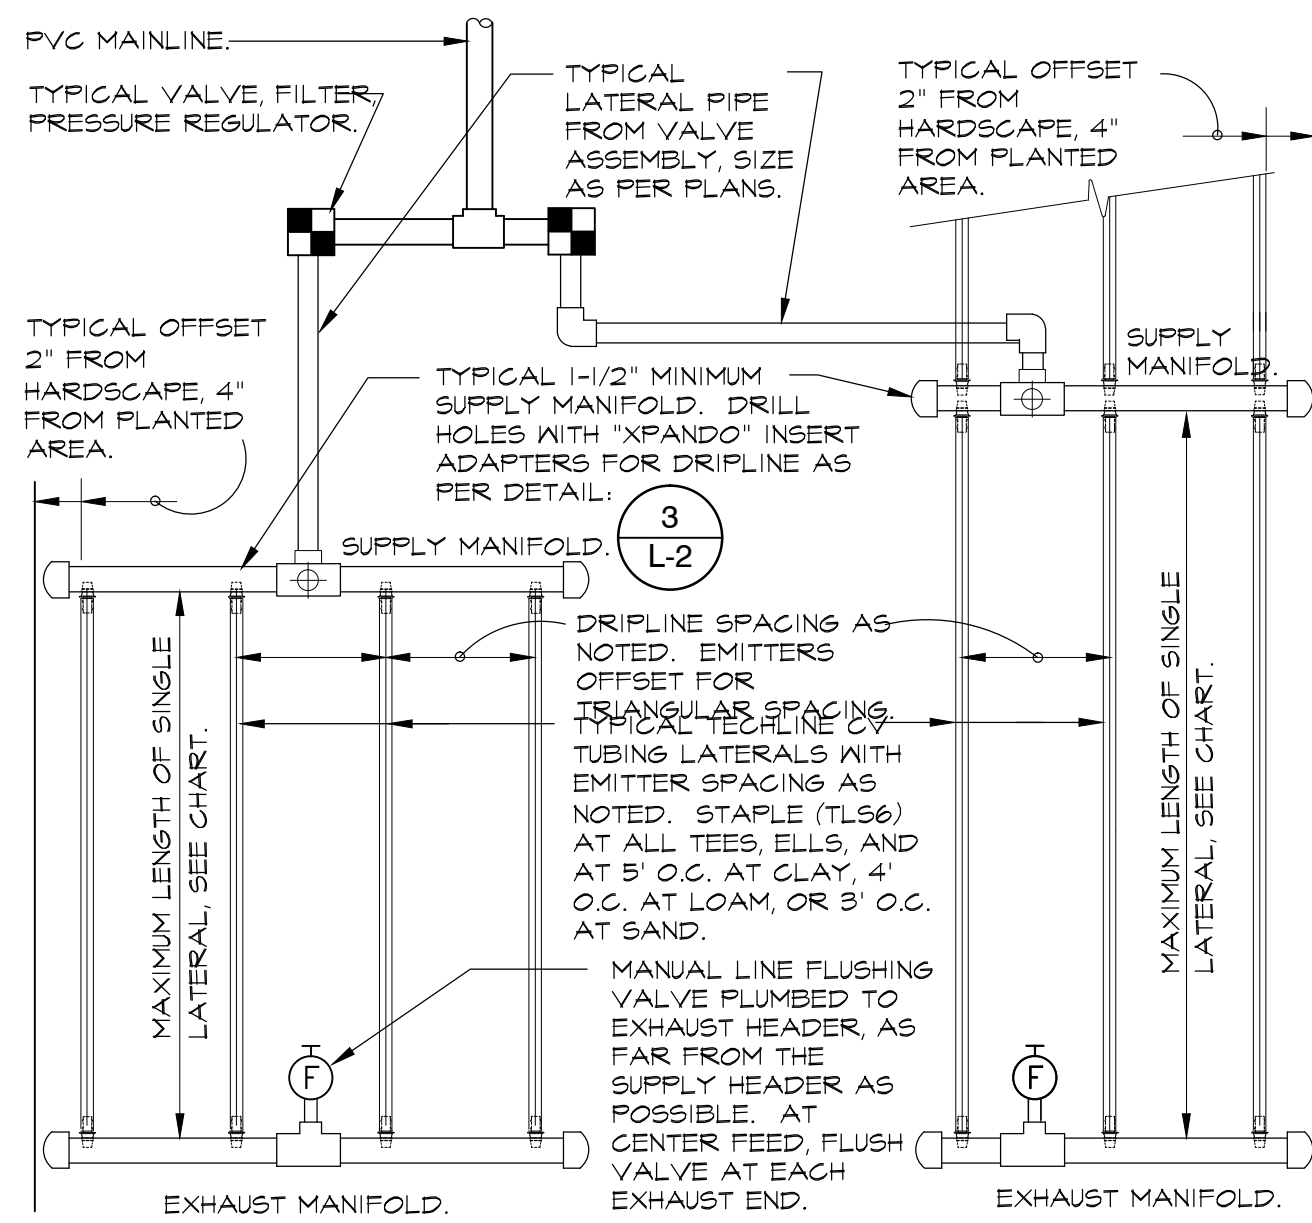 PVC MAINLINE.
TYPICAL VALVE, FILTER,
PRESSURE REGULATOR.
TYPICAL
LATERAL PIPE
FROM VALVE
ASSEMBLY, SIZE
AS PER PLANS.
TYPICAL OFFSET
2" FROM
HARDSCAPE, 4"
FROM PLANTED
AREA.
TYPICAL OFFSET
2" FROM
HARDSCAPE, 4"
FROM PLANTED
AREA.
SUPPLY
MANIFOLD.
TYPICAL 1-1/2" MINIMUM
SUPPLY MANIFOLD. DRILL
HOLES WITH "XPANDO" INSERT
ADAPTERS FOR DRIPLINE AS
PER DETAIL:
3
L-2
SUPPLY MANIFOLD.
DRIPLINE SPACING AS
NOTED. EMITTERS
OFFSET FOR
TRIANGULAR SPACING.
TYPICAL TECHLINE CV
TUBING LATERALS WITH
EMITTER SPACING AS
NOTED. STAPLE (TLS6)
AT ALL TEES, ELLS, AND
AT 5' O.C. AT CLAY, 4'
O.C. AT LOAM, OR 3' O.C.
AT SAND.
MAXIMUM LENGTH OF SINGLE
LATERAL, SEE CHART.
MAXIMUM LENGTH OF SINGLE
LATERAL, SEE CHART.
MANUAL LINE FLUSHING
VALVE PLUMBED TO
EXHAUST HEADER, AS
FAR FROM THE
SUPPLY HEADER AS
POSSIBLE. AT
CENTER FEED, FLUSH
VALVE AT EACH
EXHAUST END.
F
F
EXHAUST MANIFOLD.
EXHAUST MANIFOLD.